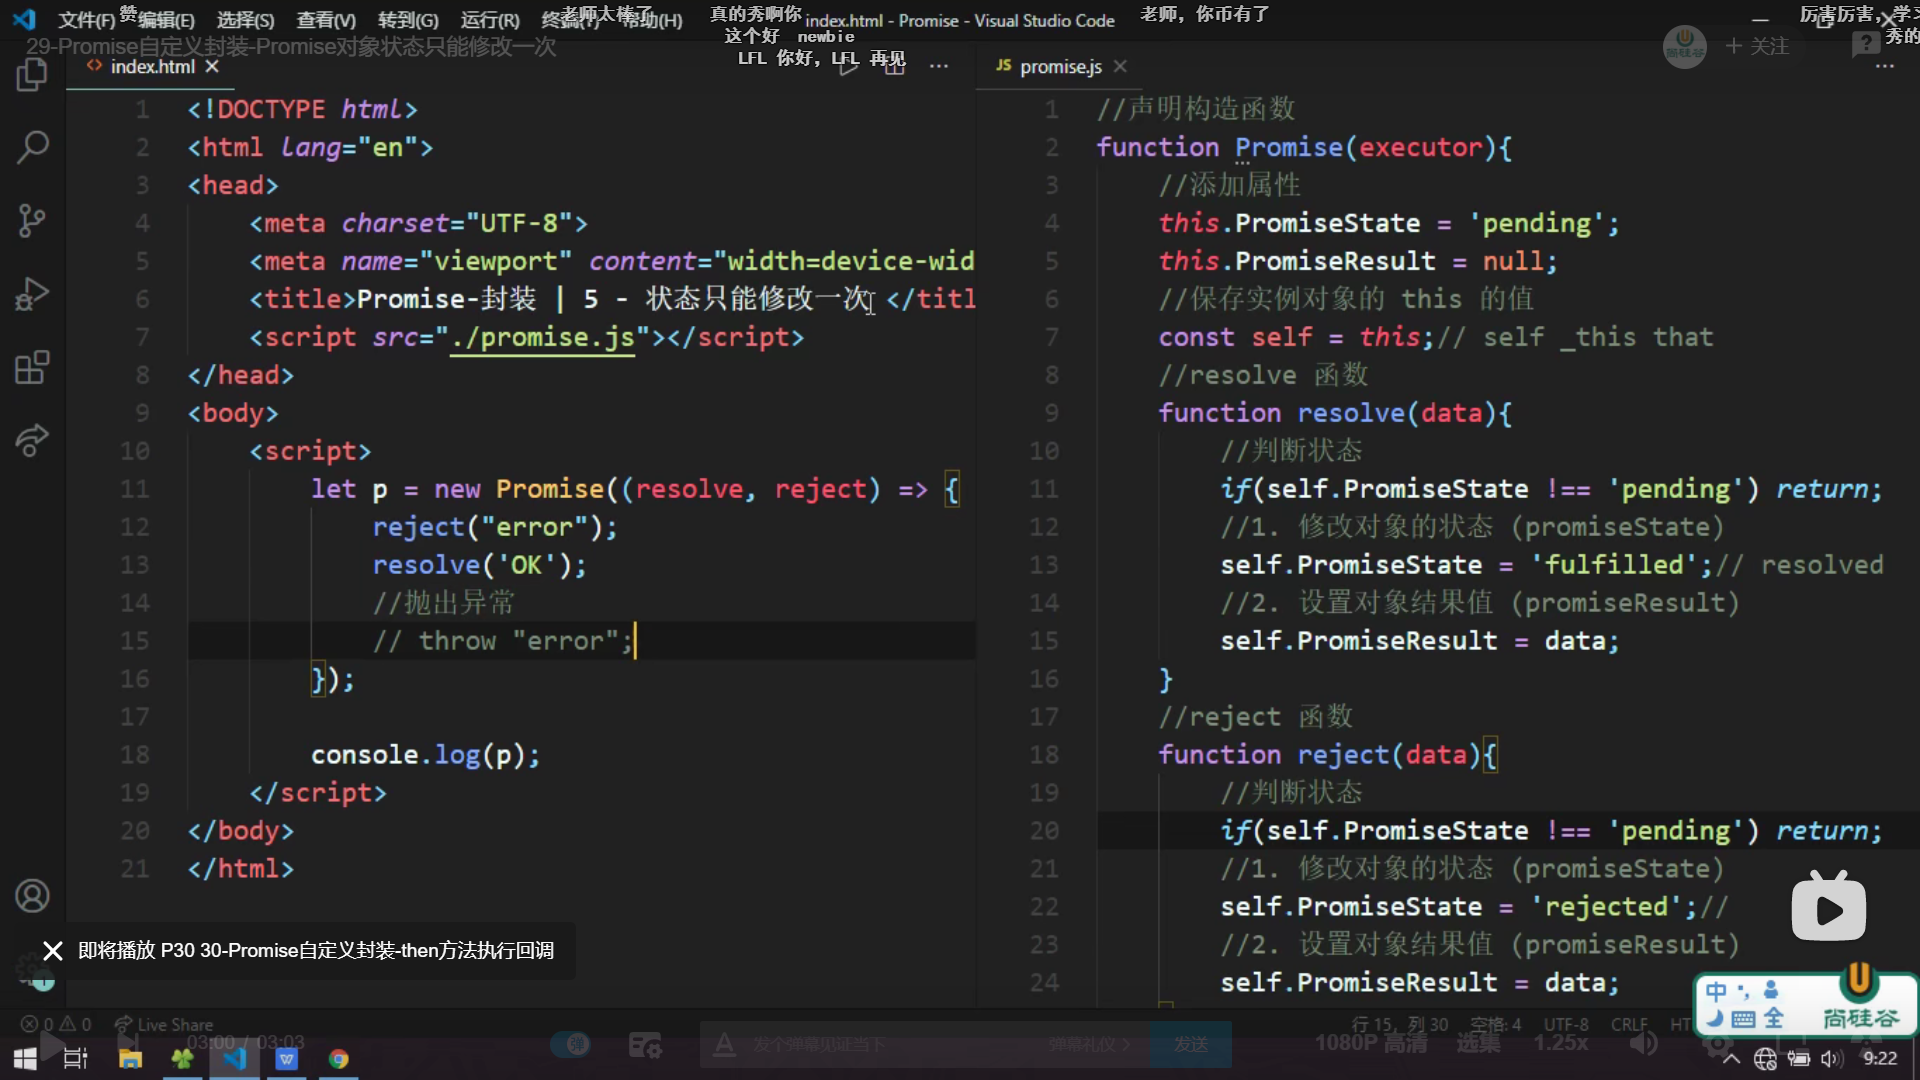 文件(F) 编辑(E) 选择(S) 查看(V) 转到(G) 运行(R) 帮助(H) index.html - Promise - Visual Studio Code
赞
老师太棒了
真的秀啊你
老师，你币有了
厉害厉害，学习
这个好 newbie
秀的
29-Promise自定义封装-Promise对象状态只能修改一次
尚硅谷
+ 关注
LFL 你好，LFL 再见
<> index.html ×
1 <!DOCTYPE html>
2 <html lang="en">
3 <head>
4 <meta charset="UTF-8">
5 <meta name="viewport" content="width=device-wid
6 <title>Promise-封装 | 5 - 状态只能修改一次 </titl
7 <script src="./promise.js"></script>
8 </head>
9 <body>
10 <script>
11 let p = new Promise((resolve, reject) => {
12 reject("error");
13 resolve('OK');
14 //抛出异常
15 // throw "error";
16 });
17
18 console.log(p);
19 </script>
20 </body>
21 </html>
JS promise.js ×
1 //声明构造函数
2 function Promise(executor){
3 //添加属性
4 this.PromiseState = 'pending';
5 this.PromiseResult = null;
6 //保存实例对象的 this 的值
7 const self = this;// self _this that
8 //resolve 函数
9 function resolve(data){
10 //判断状态
11 if(self.PromiseState !== 'pending') return;
12 //1. 修改对象的状态 (promiseState)
13 self.PromiseState = 'fulfilled';// resolved
14 //2. 设置对象结果值 (promiseResult)
15 self.PromiseResult = data;
16 }
17 //reject 函数
18 function reject(data){
19 //判断状态
20 if(self.PromiseState !== 'pending') return;
21 //1. 修改对象的状态 (promiseState)
22 self.PromiseState = 'rejected';//
23 //2. 设置对象结果值 (promiseResult)
24 self.PromiseResult = data;
即将播放 P30 30-Promise自定义封装-then方法执行回调
中
全
尚硅谷
0 0 Live Share
行 15，列 30 空格: 4 UTF-8 CRLF HT
03:00 / 03:03
弹
发个弹幕见证当下
弹幕礼仪 >
发送
1080P 高清
选集
1.25x
9:22